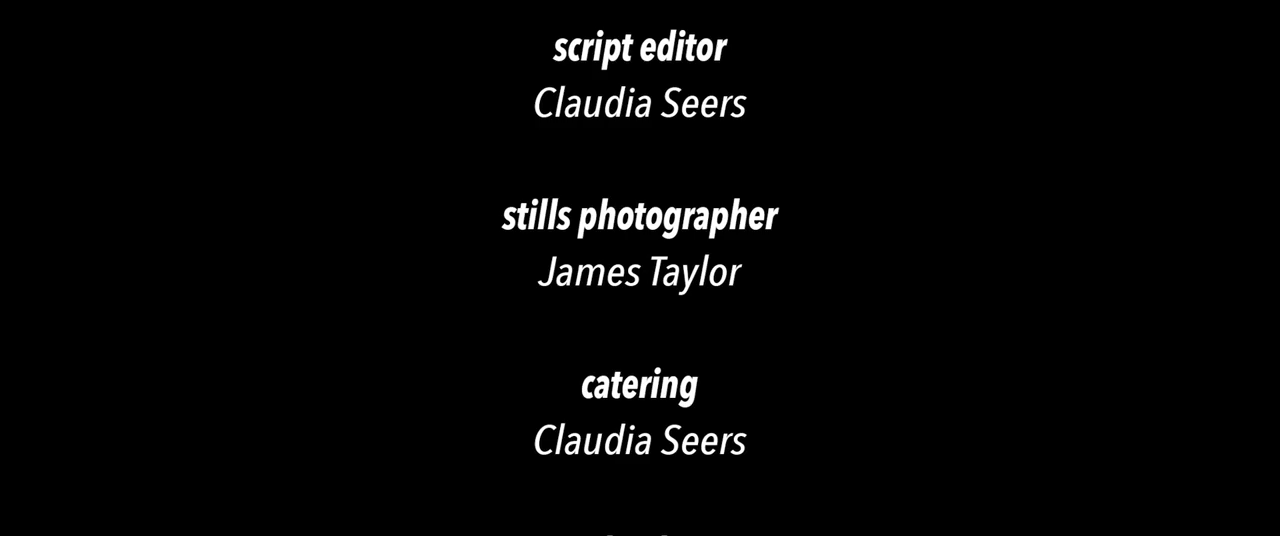 script editor
Claudia Seers
stills photographer
James Taylor
catering
Claudia Seers